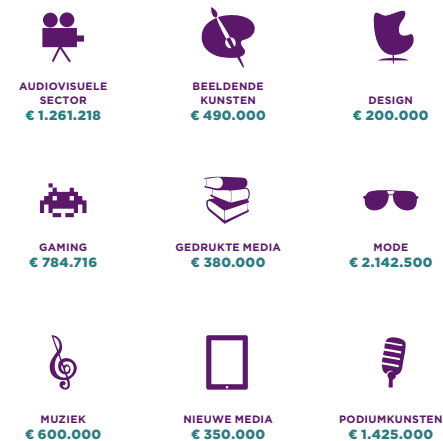 AUDIOVISUELE
SECTOR
€ 1.261.218
BEELDENDE
KUNSTEN
€ 490.000
DESIGN
€ 200.000
GAMING
€ 784.716
GEDRUKTE MEDIA
€ 380.000
MODE
€ 2.142.500
MUZIEK
€ 600.000
NIEUWE MEDIA
€ 350.000
PODIUMKUNSTEN
€ 1.425.000